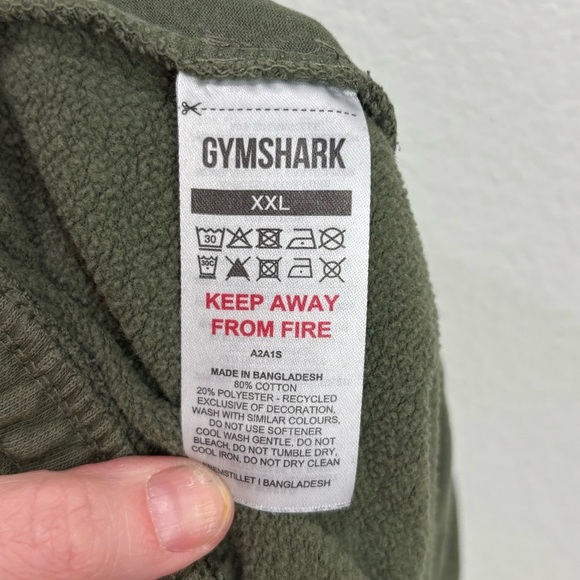 GYMSHARK
XXL
30
30C
KEEP AWAY
FROM FIRE
A2A1S
MADE IN BANGLADESH
80% COTTON
20% POLYESTER - RECYCLED
EXCLUSIVE OF DECORATION,
WASH WITH SIMILAR COLOURS,
DO NOT USE SOFTENER
COOL WASH GENTLE, DO NOT
BLEACH, DO NOT TUMBLE DRY,
COOL IRON, DO NOT DRY CLEAN
I BANGLADESH